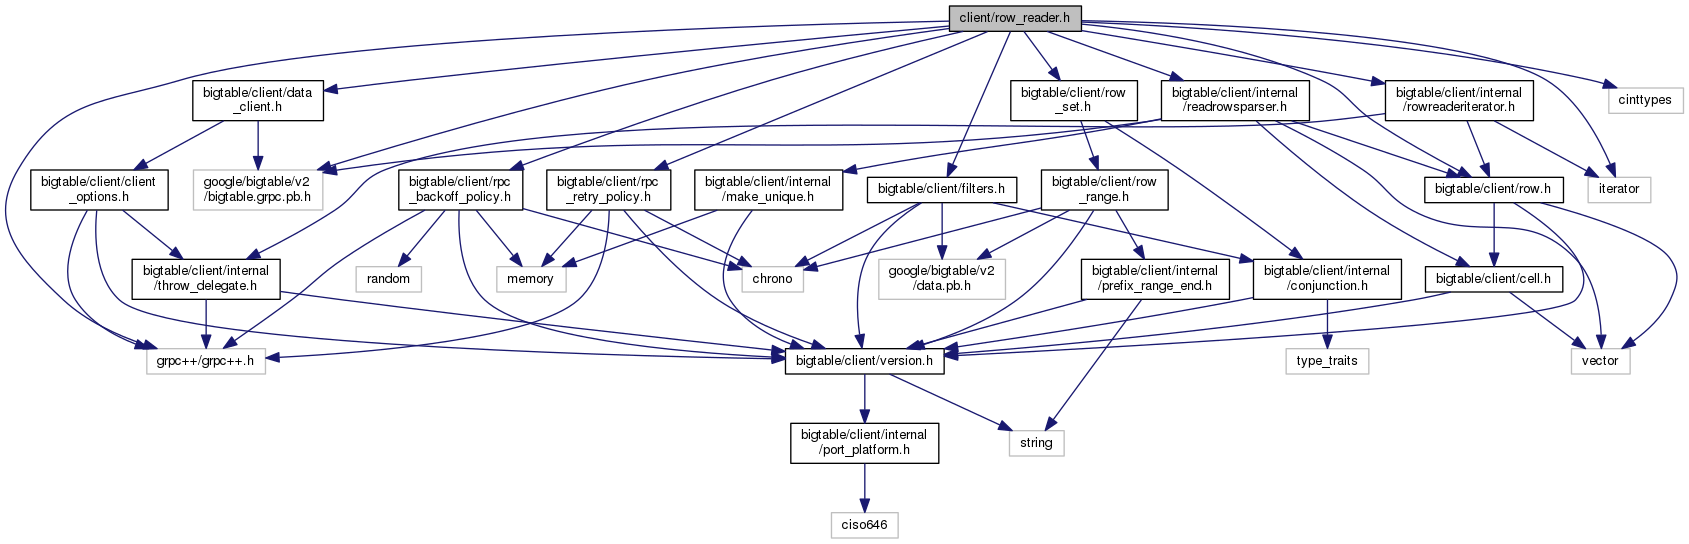 client/row_reader.h
bigtable/client/data
_client.h
bigtable/client/row
_set.h
bigtable/client/internal
/readrowsparser.h
bigtable/client/internal
/rowreaderiterator.h
cinttypes
bigtable/client/client
_options.h
google/bigtable/v2
/bigtable.grpc.pb.h
bigtable/client/rpc
_backoff_policy.h
bigtable/client/rpc
_retry_policy.h
bigtable/client/internal
/make_unique.h
bigtable/client/filters.h
bigtable/client/row
_range.h
bigtable/client/row.h
iterator
bigtable/client/internal
/throw_delegate.h
random
memory
chrono
google/bigtable/v2
/data.pb.h
bigtable/client/internal
/prefix_range_end.h
bigtable/client/internal
/conjunction.h
bigtable/client/cell.h
grpc++/grpc++.h
bigtable/client/version.h
type_traits
vector
bigtable/client/internal
/port_platform.h
string
ciso646